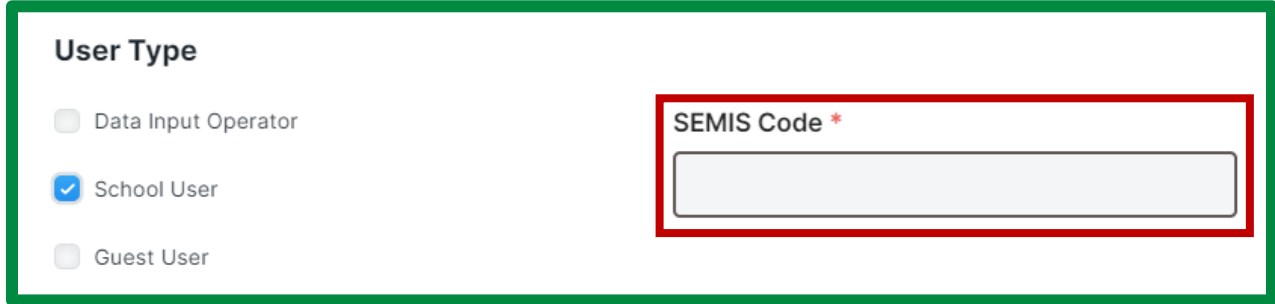 User Type
Data Input Operator
SEMIS Code *
School User
Guest User